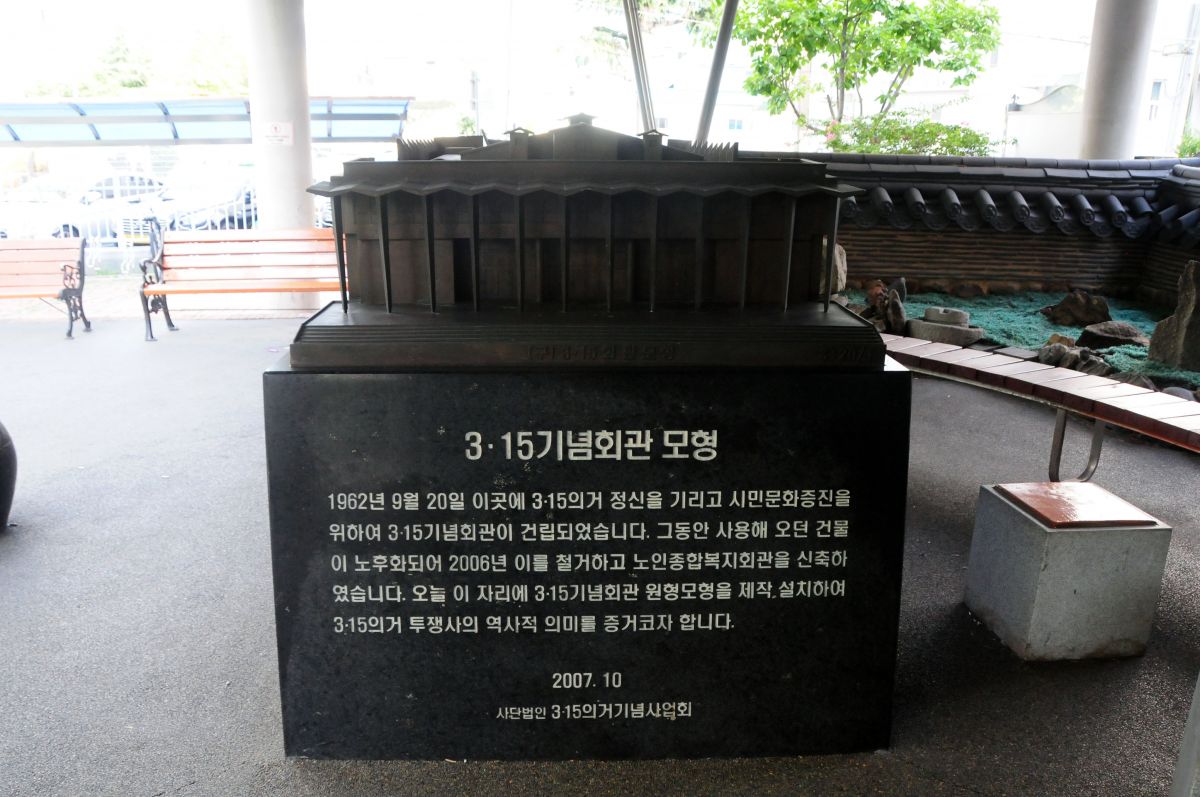 (구) 3·15회관모형
3·15기념회관 모형
1962년 9월 20일 이곳에 3·15의거 정신을 기리고 시민문화증진을
위하여 3·15기념회관이 건립되었습니다. 그동안 사용해 오던 건물
이 노후화되어 2006년 이를 철거하고 노인종합복지회관을 신축하
였습니다. 오늘 이 자리에 3·15기념회관 원형모형을 제작 설치하여
3·15의거 투쟁사의 역사적 의미를 증거코자 합니다.
2007. 10
사단법인 3·15의거기념사업회